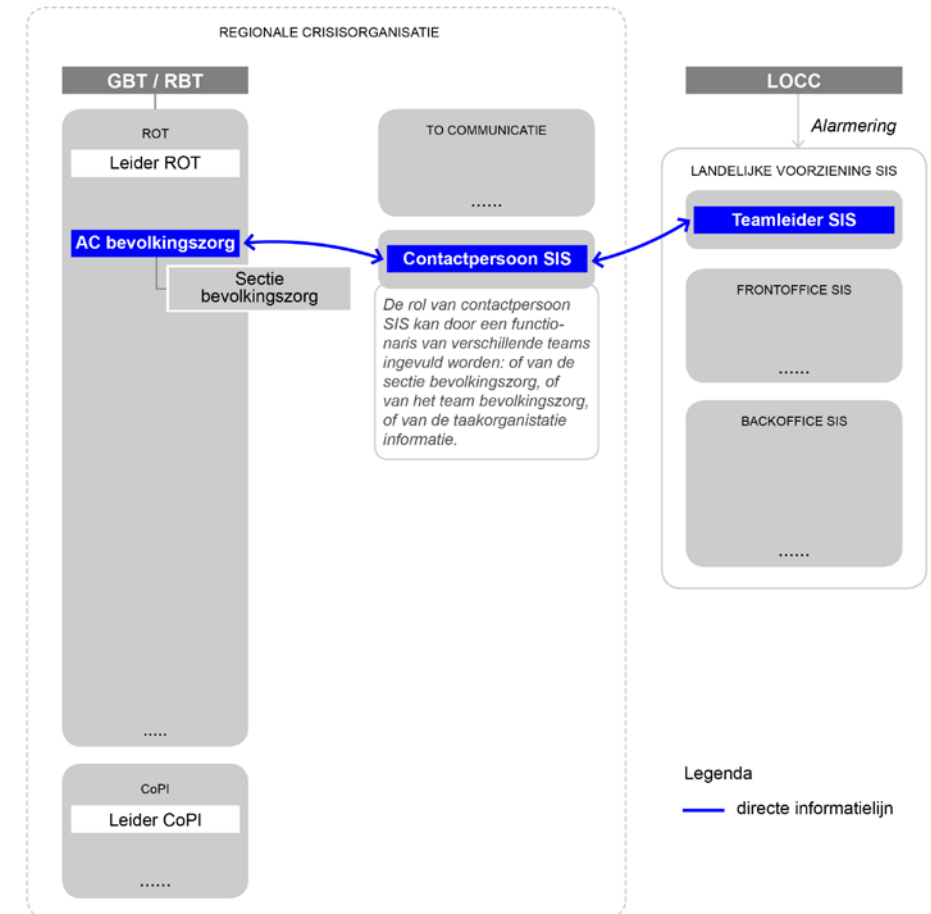 REGIONALE CRISISORGANISATIE
GBT / RBT
ROT
Leider ROT
AC bevolkingszorg
Sectie
bevolkingszorg
.....
CoPI
Leider CoPI
......
TO COMMUNICATIE
......
Contactpersoon SIS
De rol van contactpersoon
SIS kan door een functio-
naris van verschillende teams
ingevuld worden: of van de
sectie bevolkingszorg, of
van het team bevolkingszorg,
of van de taakorganistatie
informatie.
LOCC
Alarmering
LANDELIJKE VOORZIENING SIS
Teamleider SIS
FRONTOFFICE SIS
......
BACKOFFICE SIS
......
Legenda
directe informatielijn